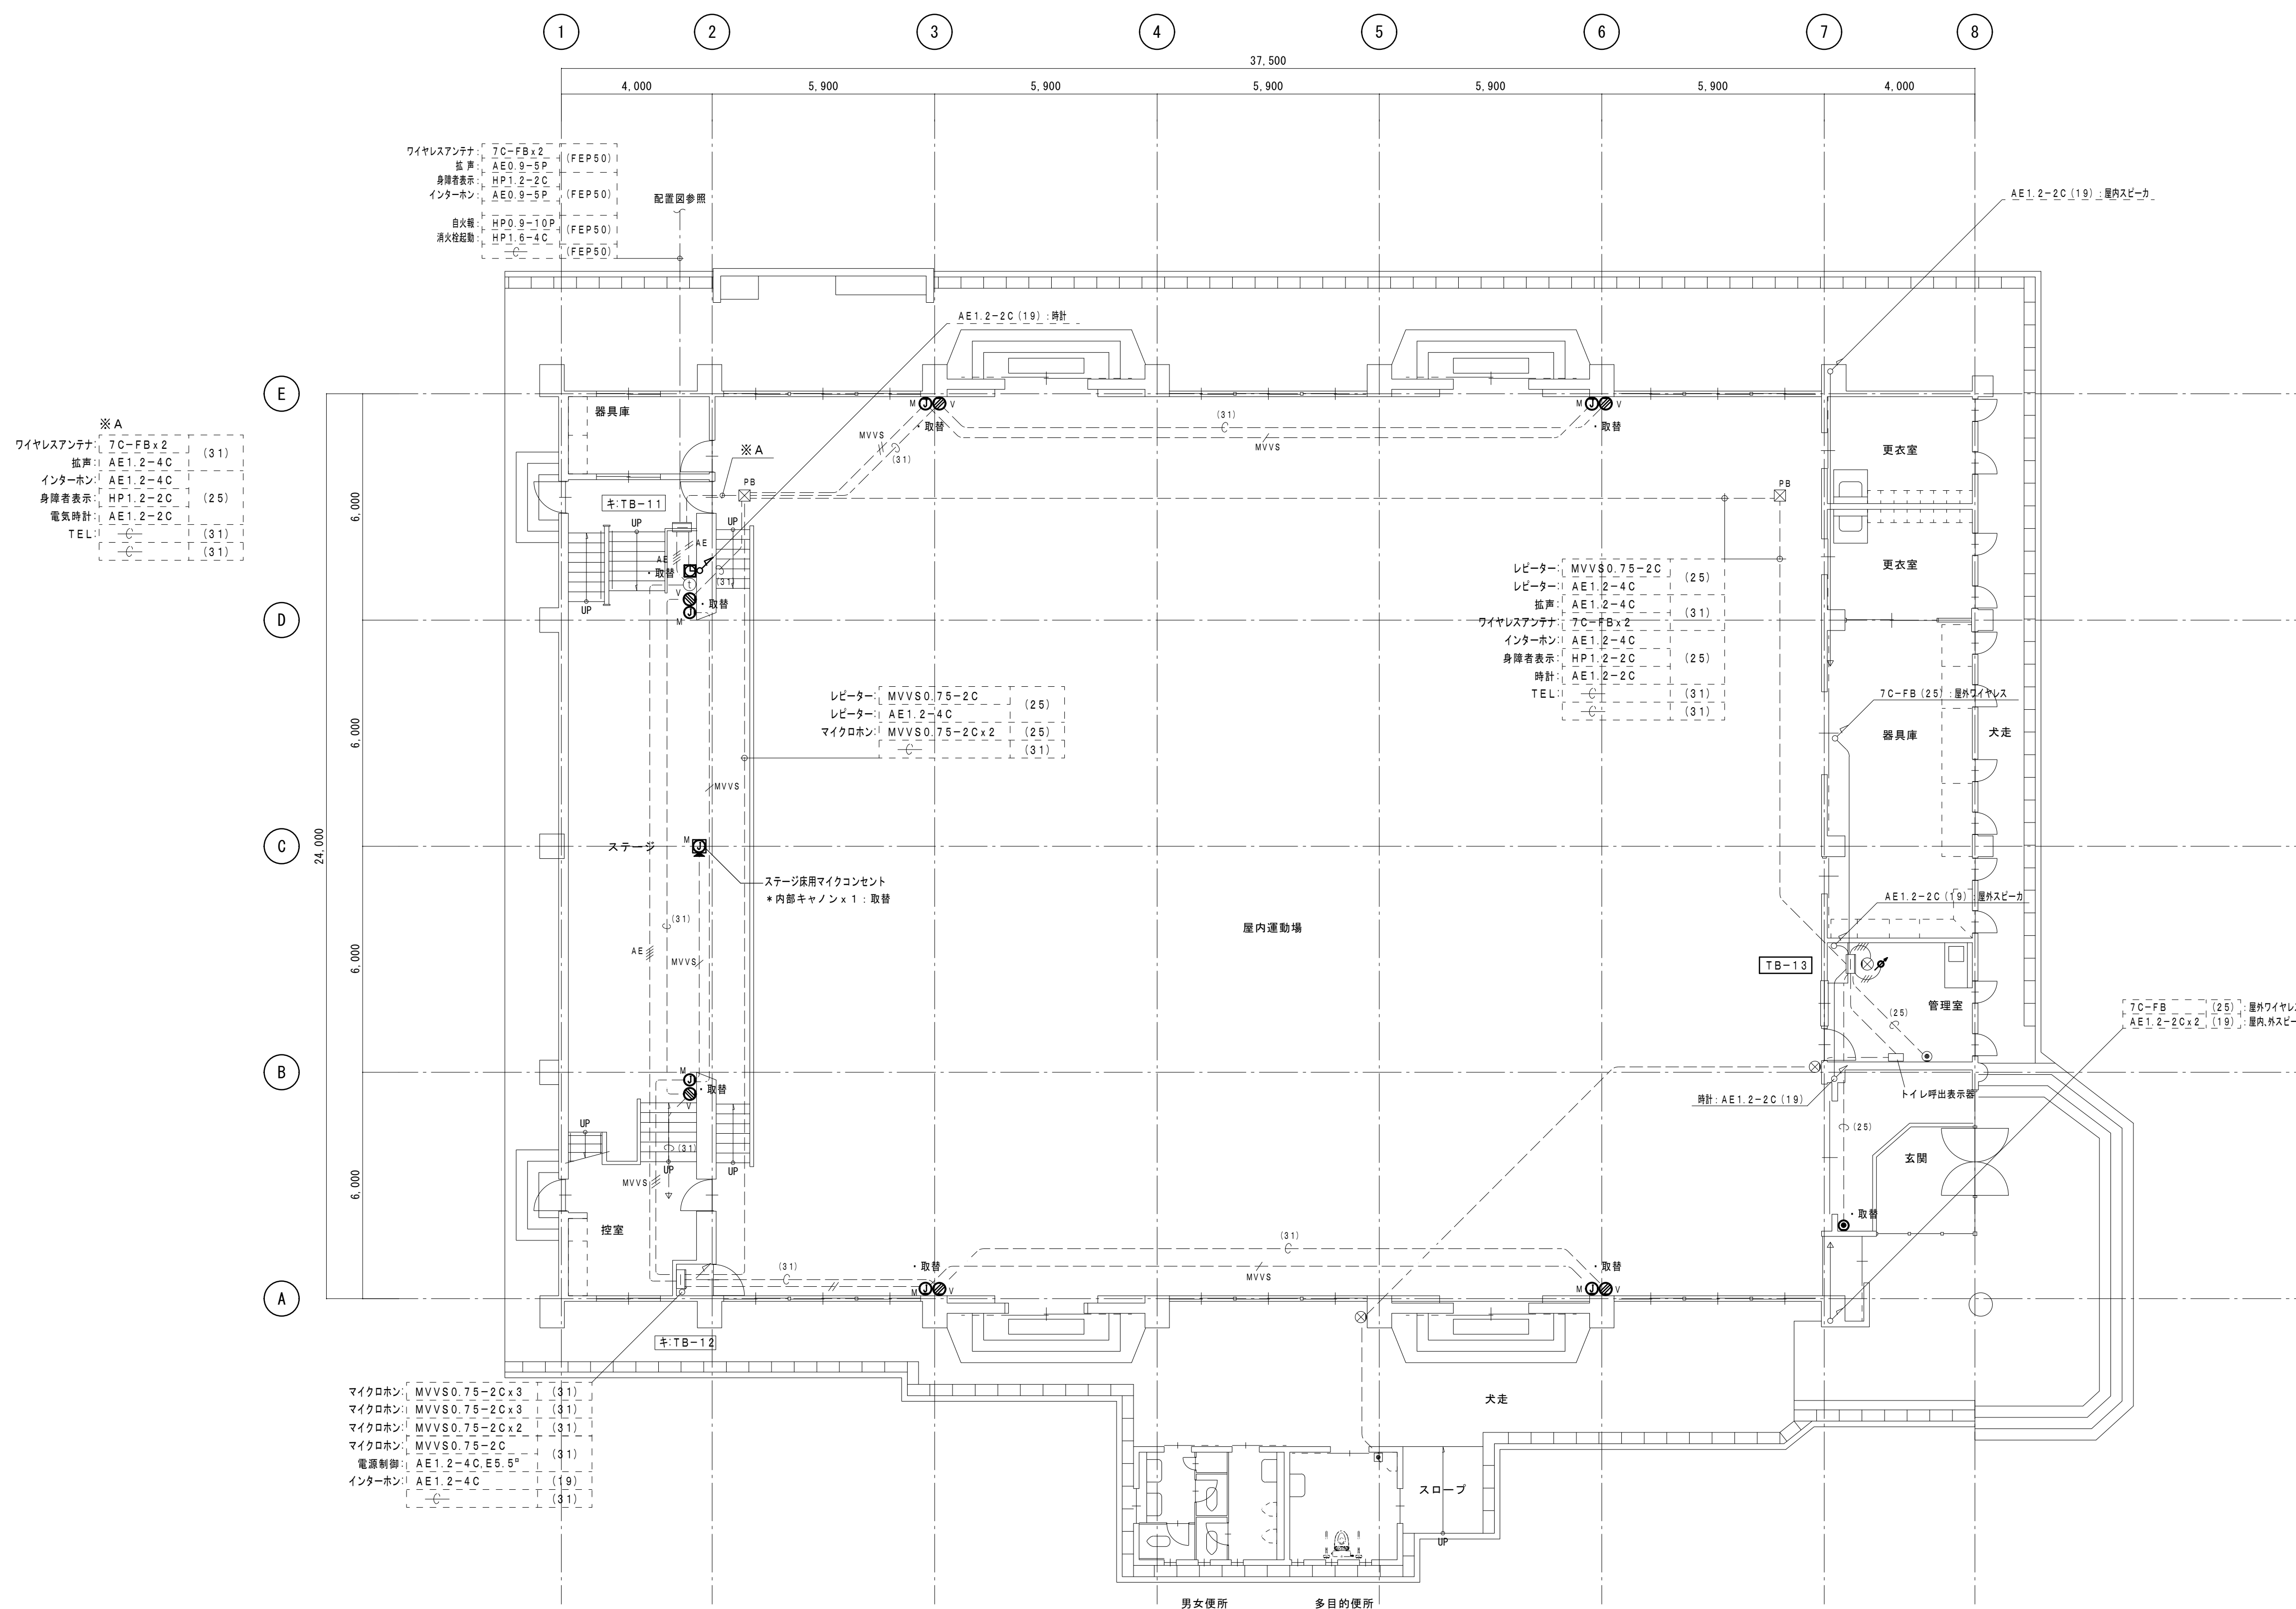 1 2 3 4 5 6 7 8
37,500
4,000 5,900 5,900 5,900 5,900 5,900 4,000
ワイヤレスアンテナ: 7C-FBx2 (FEP50)
拡声: AE0.9-5P
身障者表示: HP1.2-2C
インターホン: AE0.9-5P (FEP50)
自火報: HP0.9-10P (FEP50)
消火栓起動: HP1.6-4C
(FEP50)
配置図参照
AE1.2-2C(19):屋内スピーカ
AE1.2-2C(19):時計
E
D
C
B
A
24,000
6,000
6,000
6,000
6,000
※A
ワイヤレスアンテナ: 7C-FBx2 (31)
拡声: AE1.2-4C
インターホン: AE1.2-4C
身障者表示: HP1.2-2C (25)
電気時計: AE1.2-2C
TEL: (31)
(31)
器具庫
※A
PB
キ:TB-11
UP
UP
UP
AE
AE
・取替
(31)
V
・取替
M
M J V
・取替
MVVS
(31)
(31)
MVVS
M J V
・取替
PB
更衣室
更衣室
レピーター: MVVS0.75-2C (25)
レピーター: AE1.2-4C
拡声: AE1.2-4C (31)
ワイヤレスアンテナ: 7C-FBx2
インターホン: AE1.2-4C
身障者表示: HP1.2-2C (25)
時計: AE1.2-2C
TEL: (31)
(31)
レピーター: MVVS0.75-2C (25)
レピーター: AE1.2-4C
マイクロホン: MVVS0.75-2Cx2 (25)
(31)
7C-FB(25):屋外ワイヤレス
器具庫
犬走
MVVS
M
ステージ
ステージ床用マイクコンセント
*内部キャノンx1:取替
(31)
AE
MVVS
屋内運動場
AE1.2-2C(19):屋外スピーカ
TB-13
管理室
(25)
7C-FB (25):屋外ワイヤレ
AE1.2-2Cx2 (19):屋内、外スピー
M
J
・取替
V
UP
(31)
UP
UP
MVVS
控室
時計:AE1.2-2C(19)
トイレ呼出表示器
(25)
玄関
・取替
(31)
・取替
M J V
(31)
MVVS
・取替
M J V
キ:TB-12
マイクロホン: MVVS0.75-2Cx3 (31)
マイクロホン: MVVS0.75-2Cx3 (31)
マイクロホン: MVVS0.75-2Cx2 (31)
マイクロホン: MVVS0.75-2C (31)
電源制御: AE1.2-4C,E5.5□
インターホン: AE1.2-4C (19)
(31)
犬走
スロープ
UP
男女便所
多目的便所